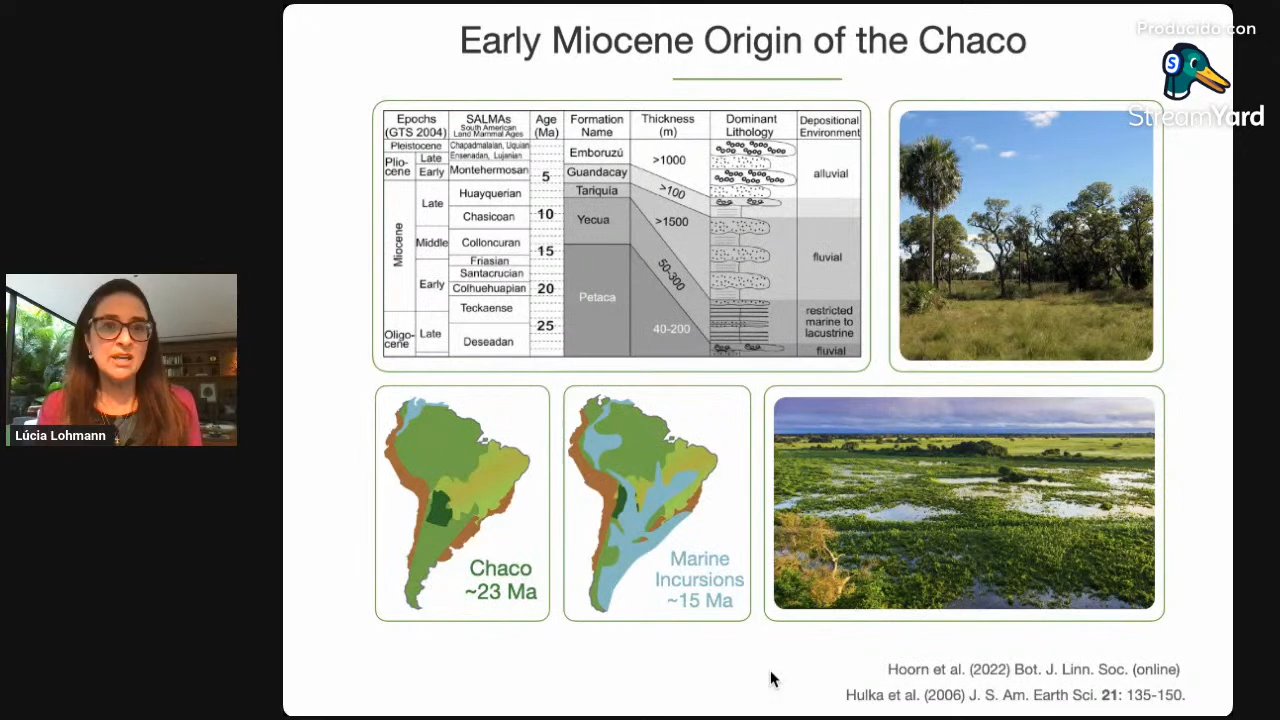 Early Miocene Origin of the Chaco
Producido con
S
StreamYard
Epochs
(GTS 2004)
SALMAs
South American
Land Mammal Ages
Age
(Ma)
Formation
Name
Thickness
(m)
Dominant
Lithology
Depositional
Environment
Pleistocene
Chapadmalaian, Uquian
Ensenadan, Lujanian
Plio-
cene
Late
Early
Montehermosan
5
Miocene
Late
Huayquerian
Chasicoan
10
Middle
Colloncuran
15
Friasian
Early
Santacrucian
Colhuehuapian
20
Teckaense
25
Oligo-
cene
Late
Deseadan
Emboruzú
Guandacay
Tariquia
Yecua
Petaca
>1000
>100
>1500
50-300
40-200
alluvial
fluvial
restricted
marine to
lacustrine
fluvial
Lúcia Lohmann
Chaco
~23 Ma
Marine
Incursions
~15 Ma
Hoorn et al. (2022) Bot. J. Linn. Soc. (online)
Hulka et al. (2006) J. S. Am. Earth Sci. 21: 135-150.